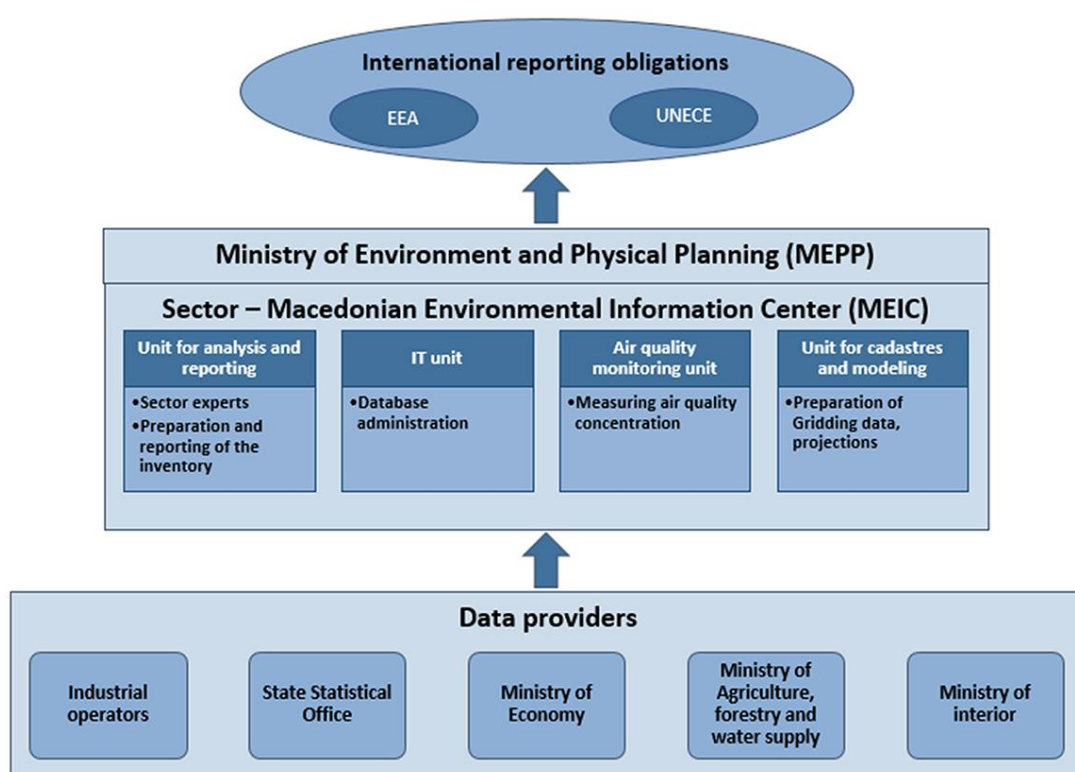 International reporting obligations
EEA
UNECE
Ministry of Environment and Physical Planning (MEPP)
Sector – Macedonian Environmental Information Center (MEIC)
Unit for analysis and
reporting
•Sector experts
•Preparation and
reporting of the
inventory
IT unit
•Database
administration
Air quality
monitoring unit
•Measuring air quality
concentration
Unit for cadastres
and modeling
•Preparation of
Gridding data,
projections
Data providers
Industrial
operators
State Statistical
Office
Ministry of
Economy
Ministry of
Agriculture,
forestry and
water supply
Ministry of
interior